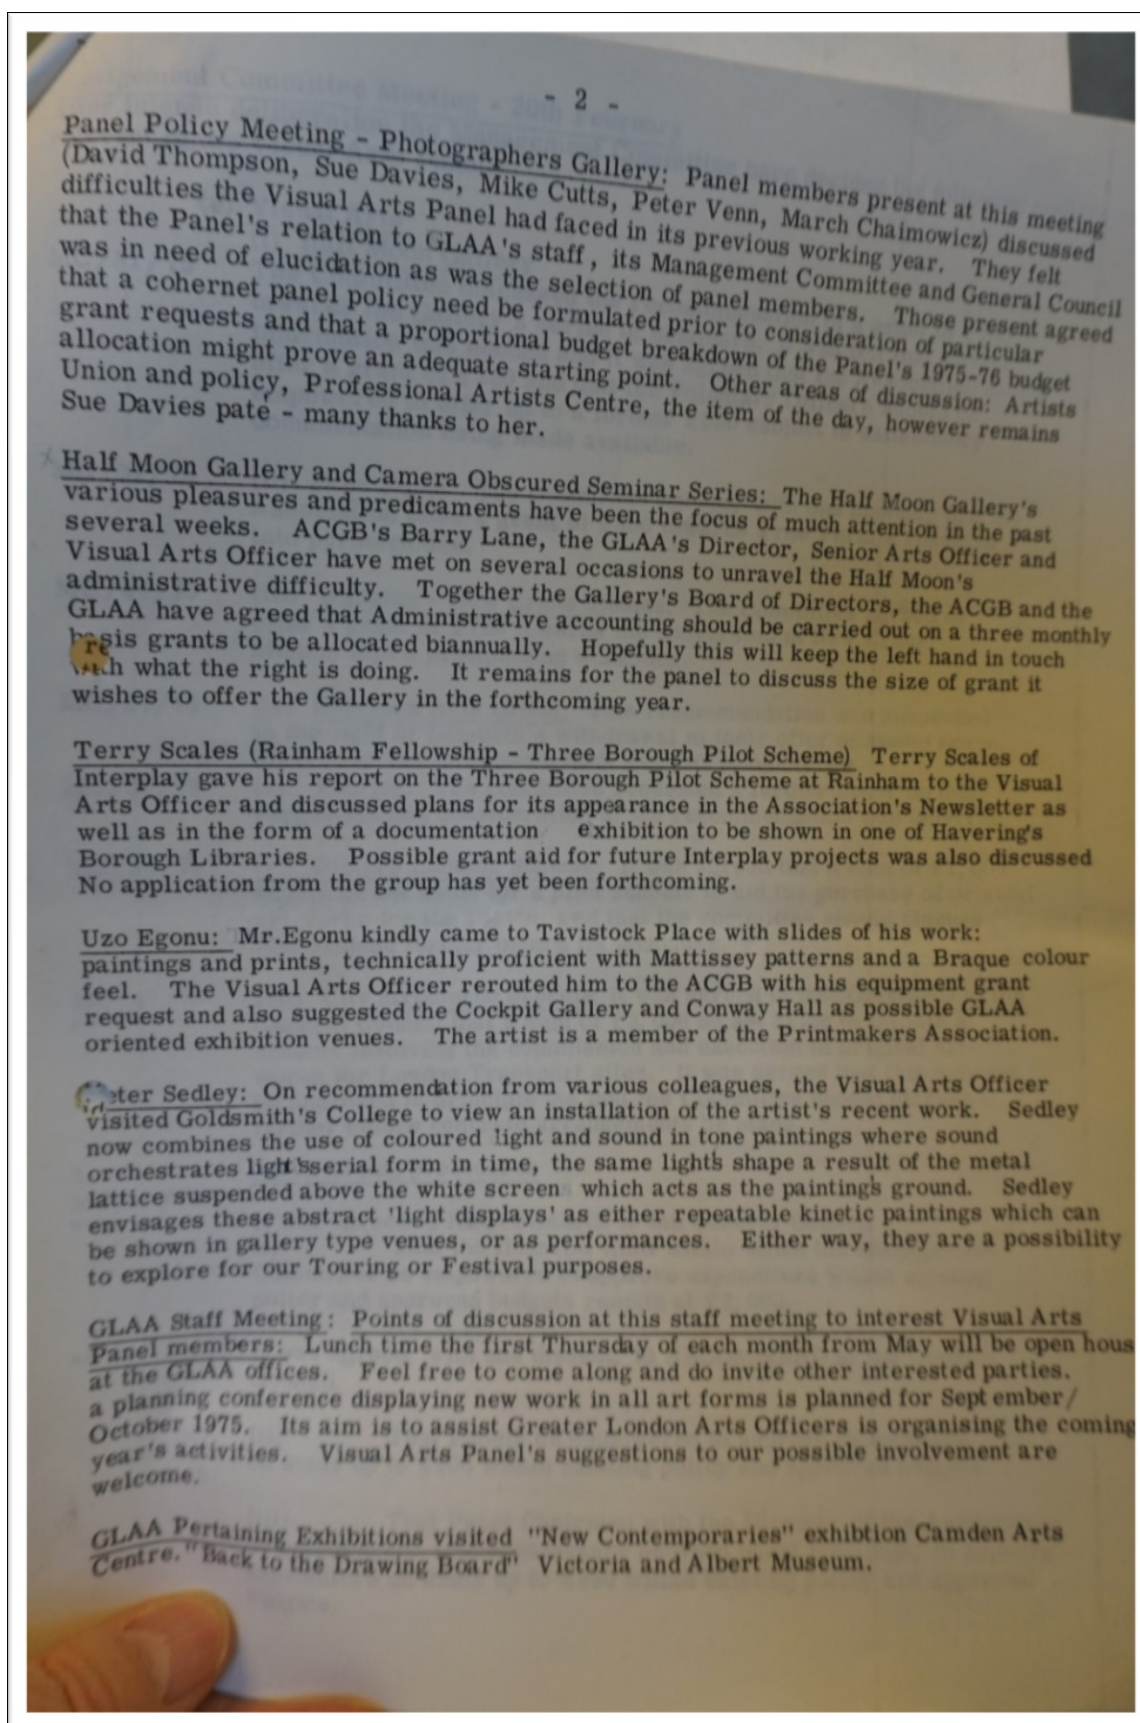 - 2 -
Panel Policy Meeting - Photographers Gallery: Panel members present at this meeting
(David Thompson, Sue Davies, Mike Cutts, Peter Venn, March Chaimowicz) discussed
difficulties the Visual Arts Panel had faced in its previous working year. They felt
that the Panel's relation to GLAA's staff, its Management Committee and General Council
was in need of elucidation as was the selection of panel members. Those present agreed
that a cohernet panel policy need be formulated prior to consideration of particular
grant requests and that a proportional budget breakdown of the Panel's 1975-76 budget
allocation might prove an adequate starting point. Other areas of discussion: Artists
Union and policy, Professional Artists Centre, the item of the day, however remains
Sue Davies paté - many thanks to her.
Half Moon Gallery and Camera Obscured Seminar Series: The Half Moon Gallery's
various pleasures and predicaments have been the focus of much attention in the past
several weeks. ACGB's Barry Lane, the GLAA's Director, Senior Arts Officer and
Visual Arts Officer have met on several occasions to unravel the Half Moon's
administrative difficulty. Together the Gallery's Board of Directors, the ACGB and the
GLAA have agreed that Administrative accounting should be carried out on a three monthly
basis grants to be allocated biannually. Hopefully this will keep the left hand in touch
with what the right is doing. It remains for the panel to discuss the size of grant it
wishes to offer the Gallery in the forthcoming year.
Terry Scales (Rainham Fellowship - Three Borough Pilot Scheme) Terry Scales of
Interplay gave his report on the Three Borough Pilot Scheme at Rainham to the Visual
Arts Officer and discussed plans for its appearance in the Association's Newsletter as
well as in the form of a documentation exhibition to be shown in one of Havering's
Borough Libraries. Possible grant aid for future Interplay projects was also discussed
No application from the group has yet been forthcoming.
Uzo Egonu: Mr.Egonu kindly came to Tavistock Place with slides of his work:
paintings and prints, technically proficient with Mattissey patterns and a Braque colour
feel. The Visual Arts Officer rerouted him to the ACGB with his equipment grant
request and also suggested the Cockpit Gallery and Conway Hall as possible GLAA
oriented exhibition venues. The artist is a member of the Printmakers Association.
eter Sedley: On recommendation from various colleagues, the Visual Arts Officer
visited Goldsmith's College to view an installation of the artist's recent work. Sedley
now combines the use of coloured light and sound in tone paintings where sound
orchestrates light'sserial form in time, the same light's shape a result of the metal
lattice suspended above the white screen which acts as the painting's ground. Sedley
envisages these abstract 'light displays' as either repeatable kinetic paintings which can
be shown in gallery type venues, or as performances. Either way, they are a possibility
to explore for our Touring or Festival purposes.
GLAA Staff Meeting: Points of discussion at this staff meeting to interest Visual Arts
Panel members: Lunch time the first Thursday of each month from May will be open hous
at the GLAA offices. Feel free to come along and do invite other interested parties.
a planning conference displaying new work in all art forms is planned for Sept ember/
October 1975. Its aim is to assist Greater London Arts Officers is organising the coming
year's activities. Visual Arts Panel's suggestions to our possible involvement are
welcome.
GLAA Pertaining Exhibitions visited "New Contemporaries" exhibtion Camden Arts
Centre. "Back to the Drawing Board" Victoria and Albert Museum.